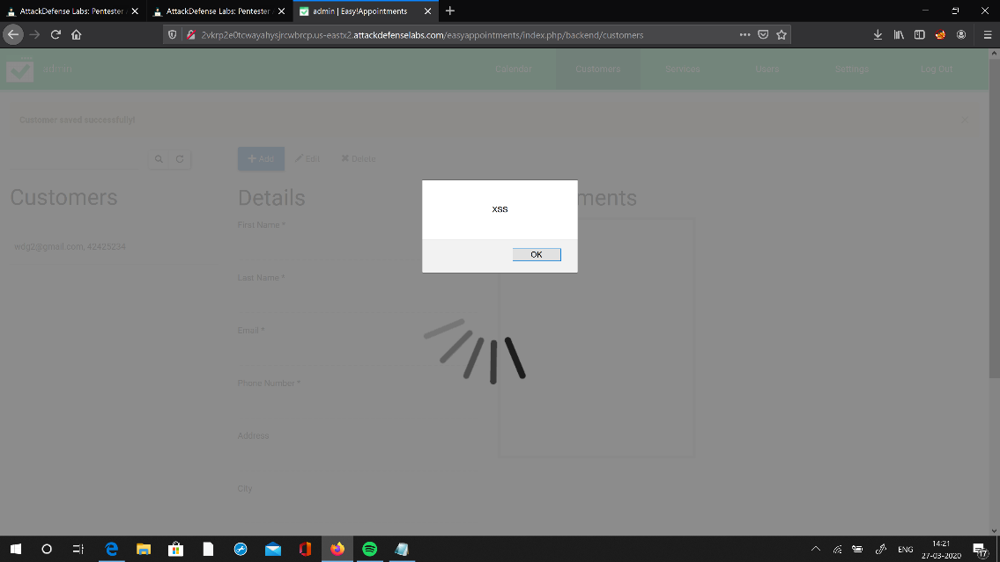 AttackDefense Labs: Pentester
AttackDefense Labs: Pentester
admin | Easy!Appointments
2vkrp2e0tcwayahysjrcwbrcp.us-eastx2.attackdefenselabs.com/easyappointments/index.php/backend/customers
admin
Calendar
Customers
Services
Users
Settings
Log Out
Customer saved successfully!
Add
Edit
Delete
Customers
Details
ments
First Name *
XSS
OK
wdg2@gmail.com, 42425234
Last Name *
Email *
Phone Number *
Address
City
ENG
14:21
27-03-2020
17